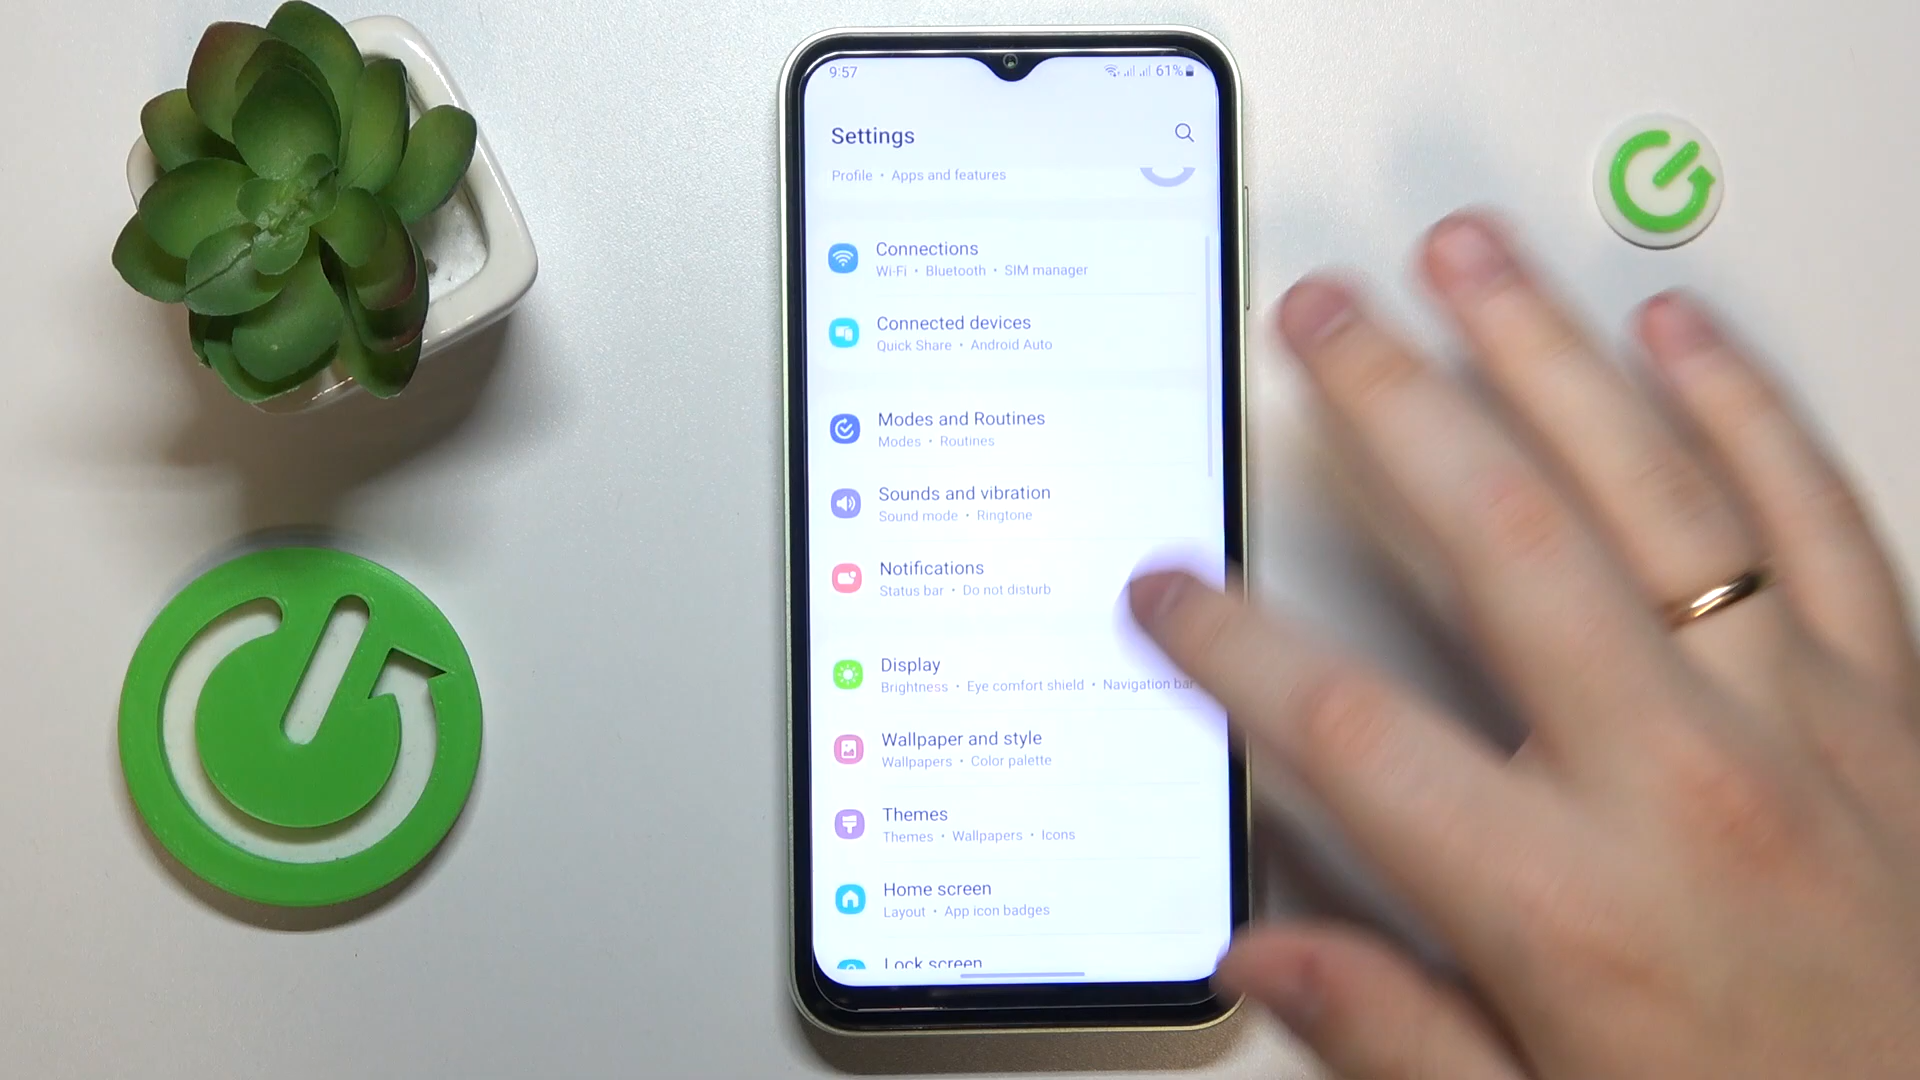 9:57
61%
Settings
Profile • Apps and features
Connections
Wi-Fi • Bluetooth • SIM manager
Connected devices
Quick Share • Android Auto
Modes and Routines
Modes • Routines
Sounds and vibration
Sound mode • Ringtone
Notifications
Status bar • Do not disturb
Display
Brightness • Eye comfort shield • Navigation bar
Wallpaper and style
Wallpapers • Color palette
Themes
Themes • Wallpapers • Icons
Home screen
Layout • App icon badges
Lock screen